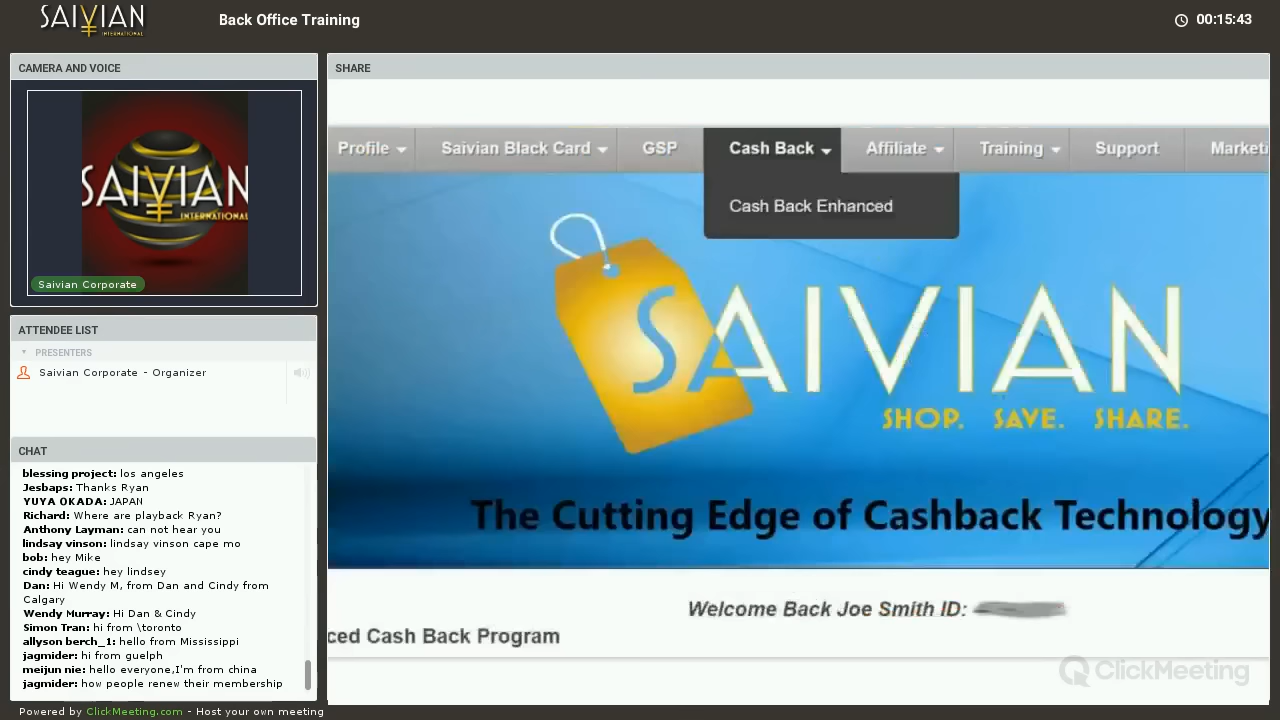 SAIVIAN
INTERNATIONAL
Back Office Training
00:15:43
CAMERA AND VOICE
SAIVIAN
INTERNATIONAL
Saivian Corporate
ATTENDEE LIST
PRESENTERS
Saivian Corporate - Organizer
CHAT
blessing project: los angeles
Jesbaps: Thanks Ryan
YUYA OKADA: JAPAN
Richard: Where are playback Ryan?
Anthony Layman: can not hear you
lindsay vinson: lindsay vinson cape mo
bob: hey Mike
cindy teague: hey lindsey
Dan: Hi Wendy M, from Dan and Cindy from
Calgary
Wendy Murray: Hi Dan & Cindy
Simon Tran: hi from \toronto
allyson berch_1: hello from Mississippi
jagmider: hi from guelph
meijun nie: hello everyone,I'm from china
jagmider: how people renew their membership
SHARE
Profile Saivian Black Card GSP Cash Back Affiliate Training Support Marketi
Cash Back Enhanced
SAIVIAN
SHOP. SAVE. SHARE.
The Cutting Edge of Cashback Technology
Welcome Back Joe Smith ID:
ced Cash Back Program
ClickMeeting
Powered by ClickMeeting.com - Host your own meeting